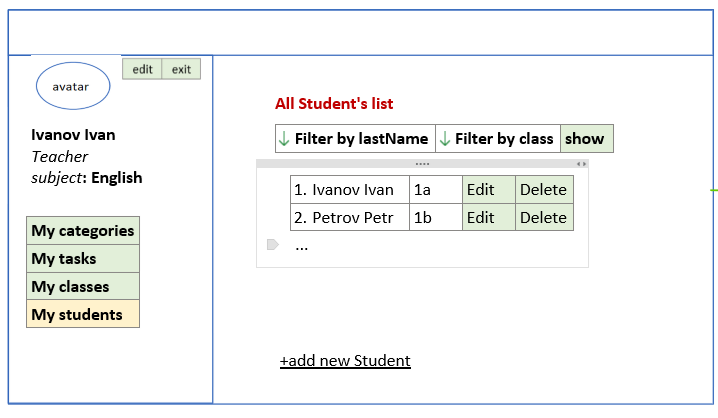 edit exit
avatar
Ivanov Ivan
Teacher
subject: English
My categories
My tasks
My classes
My students
All Student's list
↓ Filter by lastName ↓ Filter by class show
1. Ivanov Ivan 1a Edit Delete
2. Petrov Petr 1b Edit Delete
...
+add new Student